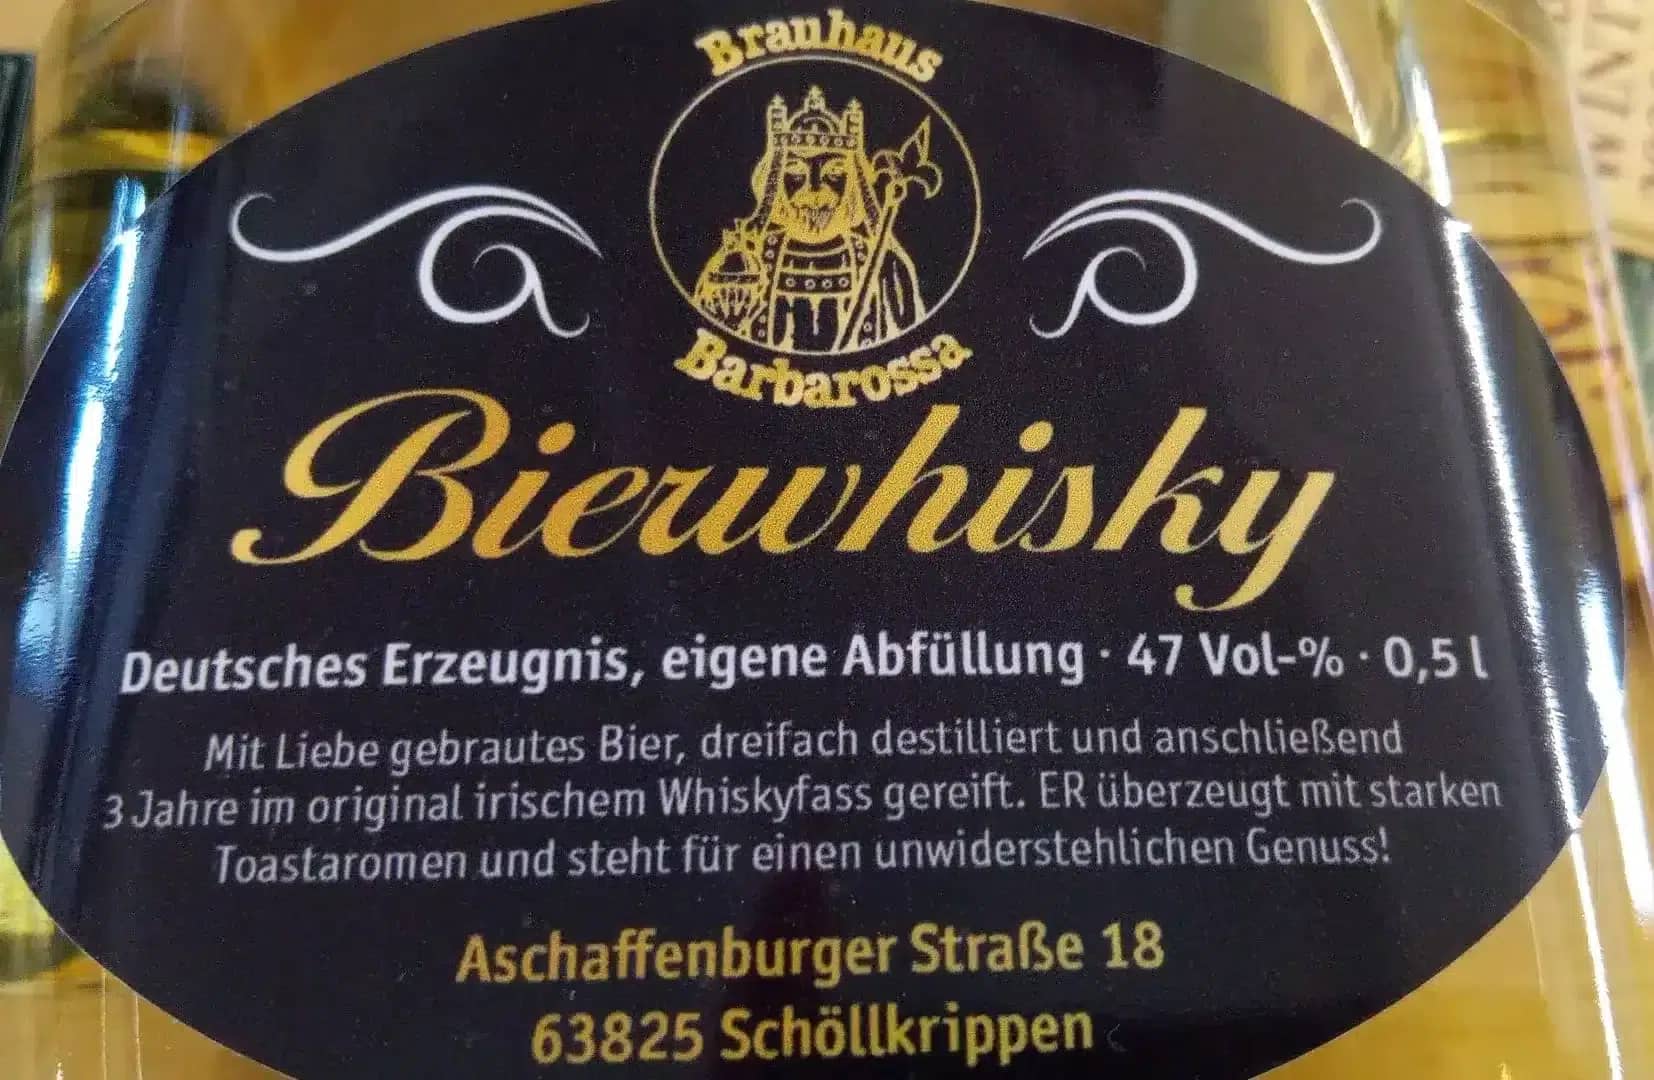 Brauhaus
Barbarossa
Bierwhisky
Deutsches Erzeugnis, eigene Abfüllung · 47 Vol-% · 0,5 l
Mit Liebe gebrautes Bier, dreifach destilliert und anschließend
3 Jahre im original irischem Whiskyfass gereift. ER überzeugt mit starken
Toastaromen und steht für einen unwiderstehlichen Genuss!
Aschaffenburger Straße 18
63825 Schöllkrippen